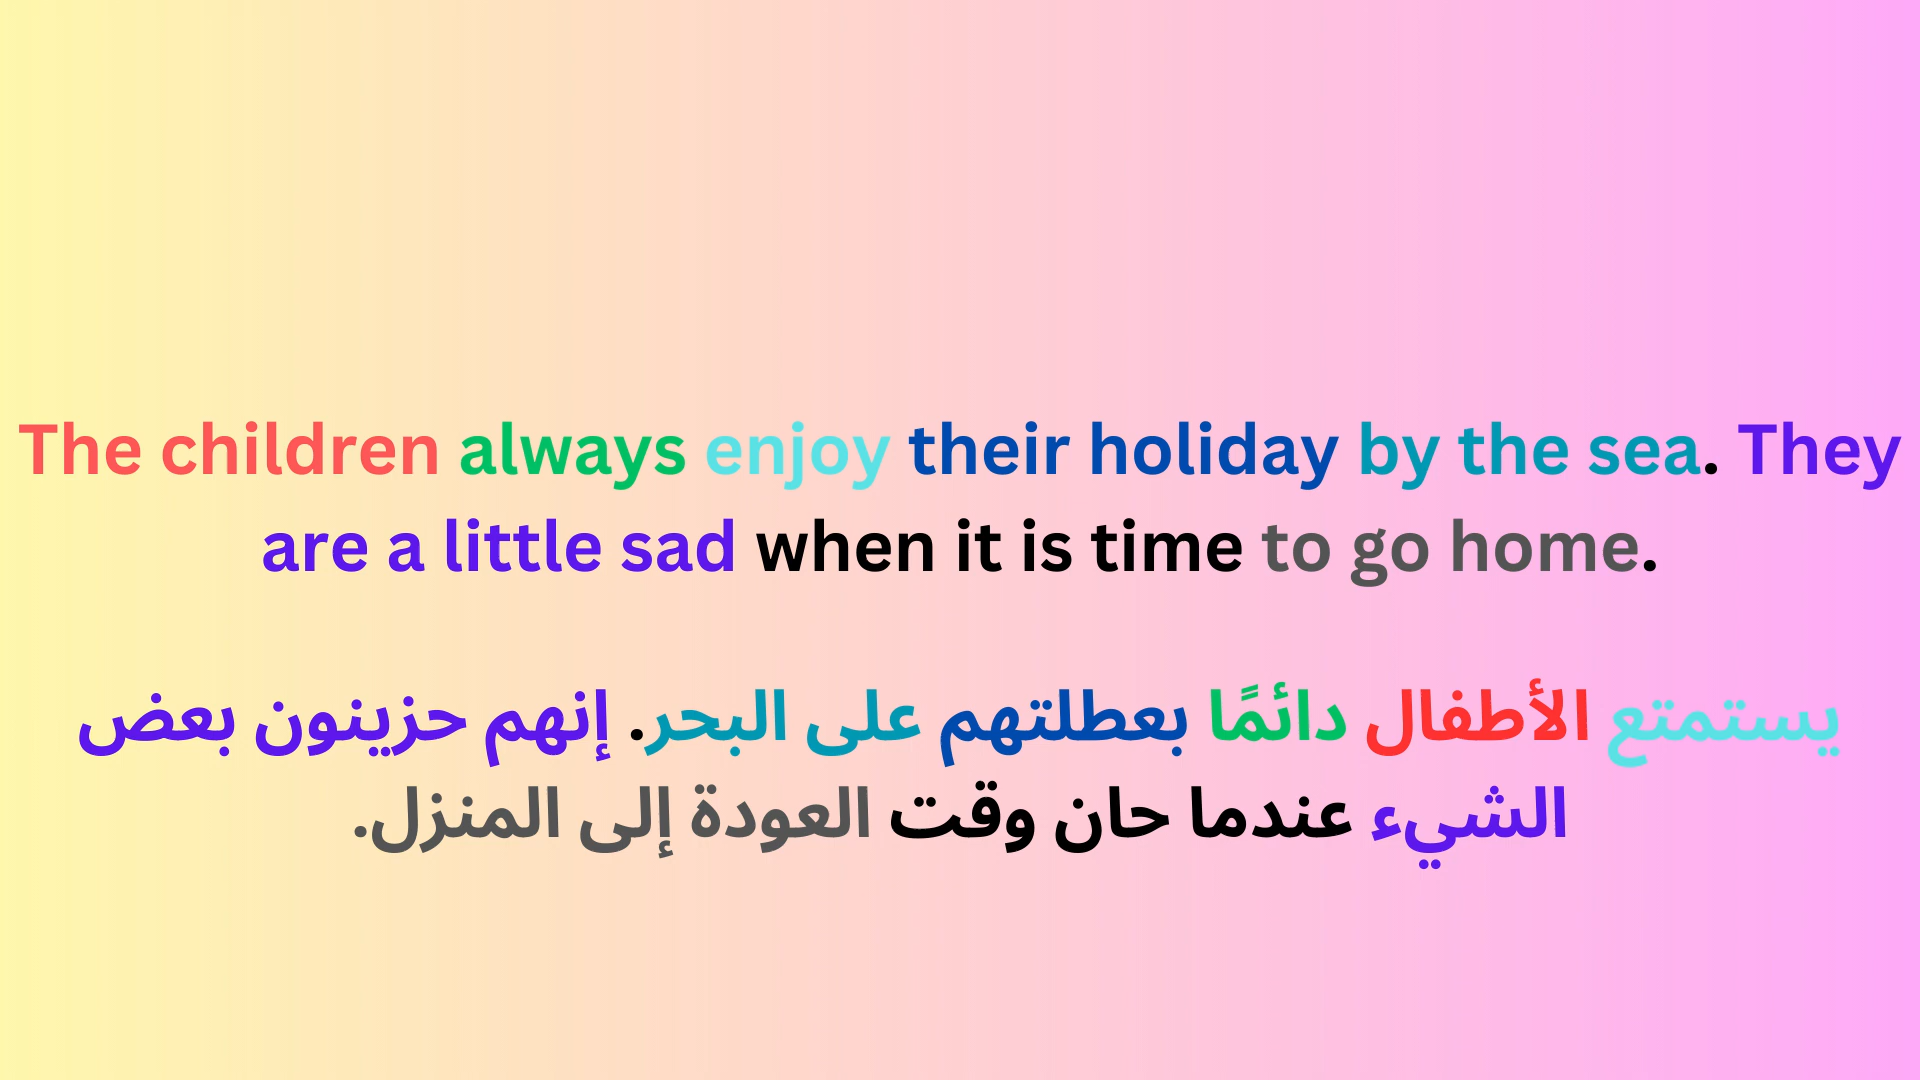 The children always enjoy their holiday by the sea. They
are a little sad when it is time to go home.
يستمتع الأطفال دائمًا بعطلتهم على البحر. إنهم حزينون بعض
الشيء عندما حان وقت العودة إلى المنزل.